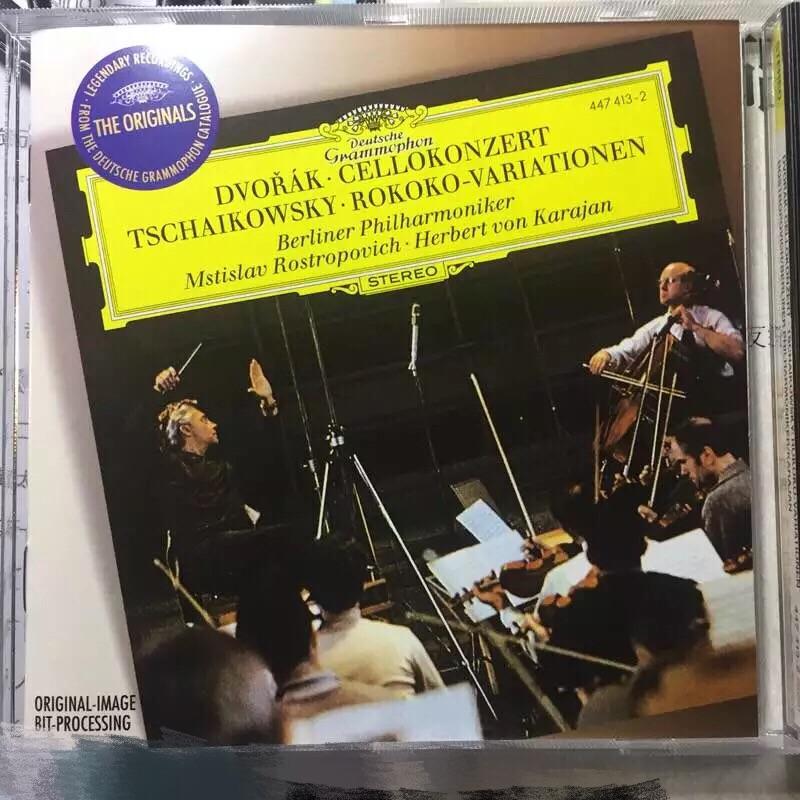 LEGENDARY RECORDINGS
THE ORIGINALS
FROM THE DEUTSCHE GRAMMOPHON CATALOGUE
447 413-2
Deutsche
Grammophon
DVOŘÁK · CELLOKONZERT
TSCHAIKOWSKY · ROKOKO-VARIATIONEN
Berliner Philharmoniker
Mstislav Rostropovich · Herbert von Karajan
STEREO
ORIGINAL-IMAGE
BIT-PROCESSING